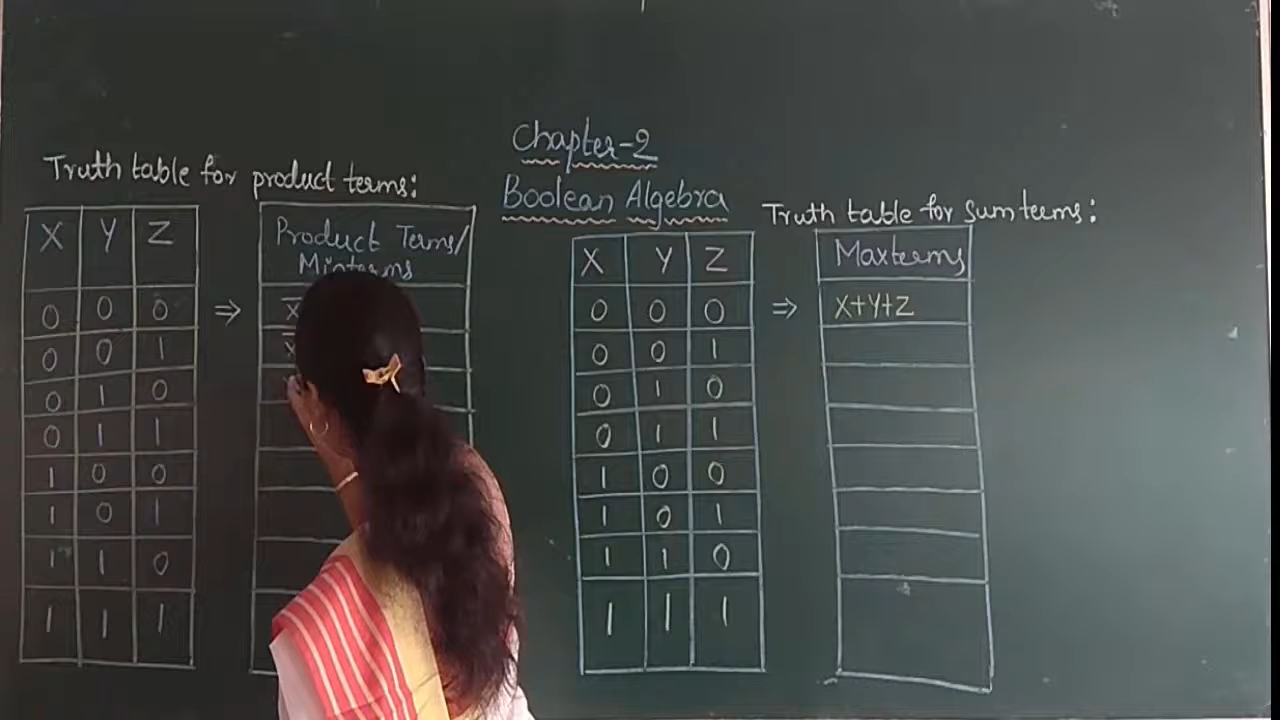 Chapter-2
Boolean Algebra
Truth table for product terms:
X Y Z
0 0 0
0 0 1
0 1 0
0 1 1
1 0 0
1 0 1
1 1 0
1 1 1
⇒
Product Terms/
Minterms
X̅
X̅
Truth table for Sum terms:
X Y Z
0 0 0
0 0 1
0 1 0
0 1 1
1 0 0
1 0 1
1 1 0
1 1 1
⇒
Maxterms
X+Y+Z